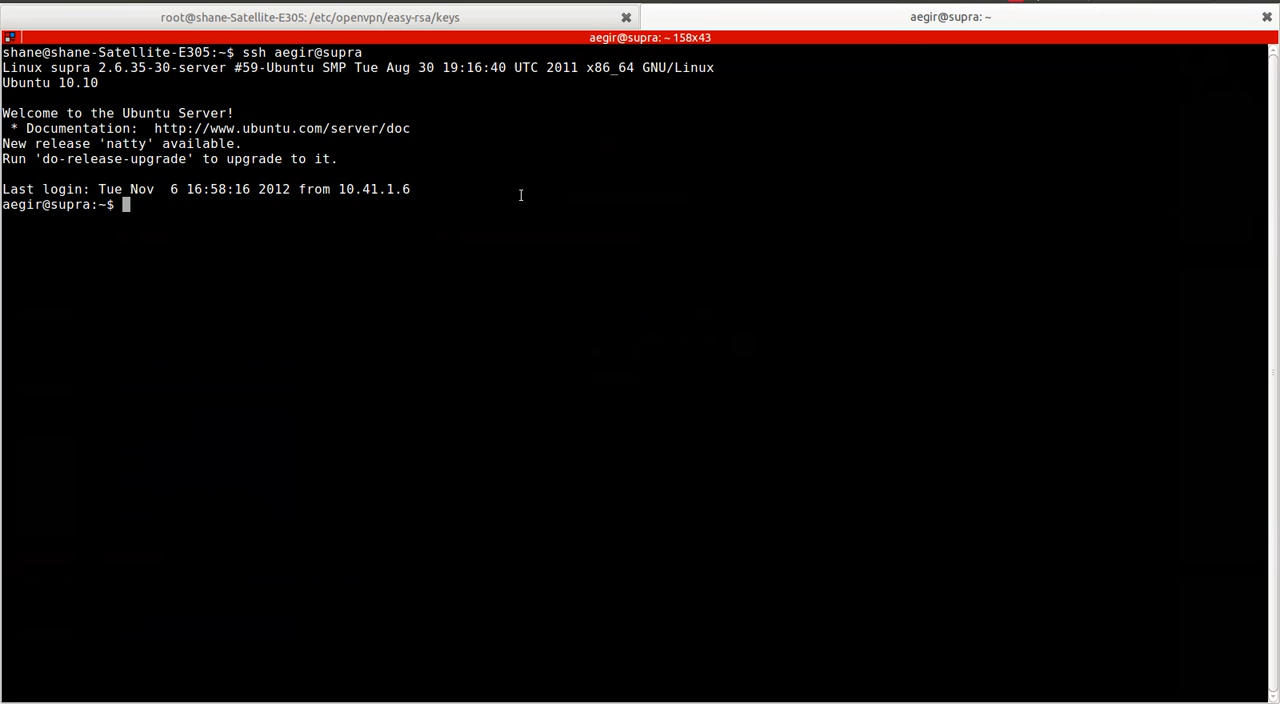 root@shane-Satellite-E305: /etc/openvpn/easy-rsa/keys
aegir@supra: ~
aegir@supra: ~ 158x43
shane@shane-Satellite-E305:~$ ssh aegir@supra
Linux supra 2.6.35-30-server #59-Ubuntu SMP Tue Aug 30 19:16:40 UTC 2011 x86_64 GNU/Linux
Ubuntu 10.10
Welcome to the Ubuntu Server!
 * Documentation:  http://www.ubuntu.com/server/doc
New release 'natty' available.
Run 'do-release-upgrade' to upgrade to it.
Last login: Tue Nov  6 16:58:16 2012 from 10.41.1.6
aegir@supra:~$